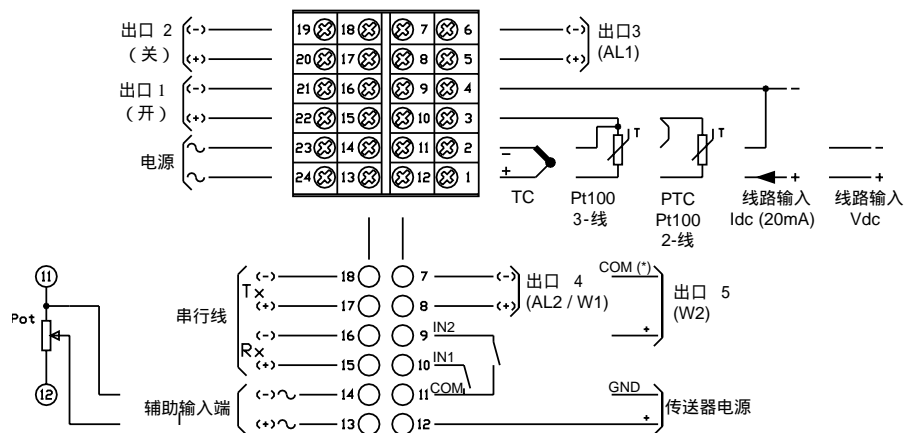 出口 2
（关）
(-)
(+)
出口 1
（开）
(-)
(+)
电源
19 18 7 6
20 17 8 5
21 16 9 4
22 15 10 3
23 14 11 2
24 13 12 1
(-)
(+)
出口3
(AL1)
-
+
TC
T
Pt100
3-线
T
PTC
Pt100
2-线
-
+
线路输入
Idc (20mA)
-
+
线路输入
Vdc
11
Pot
12
串行线
(-)
Tx
(+)
(-)
Rx
(+)
辅助输入端
(-)
(+)
18 7
17 8
16 9
15 10
14 11
13 12
IN2
IN1
COM
(-)
(+)
出口 4
(AL2 / W1)
COM (*)
+
出口 5
(W2)
GND
+
传送器电源